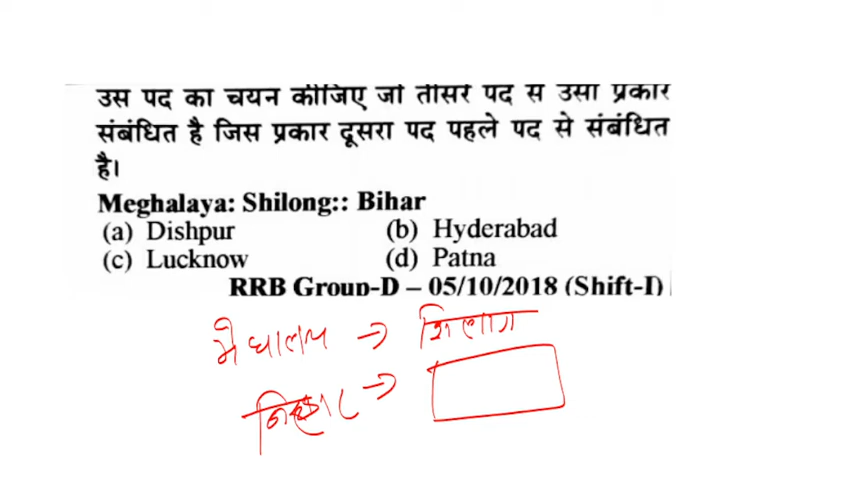 उस पद का चयन कीजिए जो तीसरे पद से उसी प्रकार
संबंधित है जिस प्रकार दूसरा पद पहले पद से संबंधित
है।
Meghalaya: Shilong:: Bihar
(a) Dishpur (b) Hyderabad
(c) Lucknow (d) Patna
RRB Group-D – 05/10/2018 (Shift-I)
मेघालय → शिलांग
बिहार →